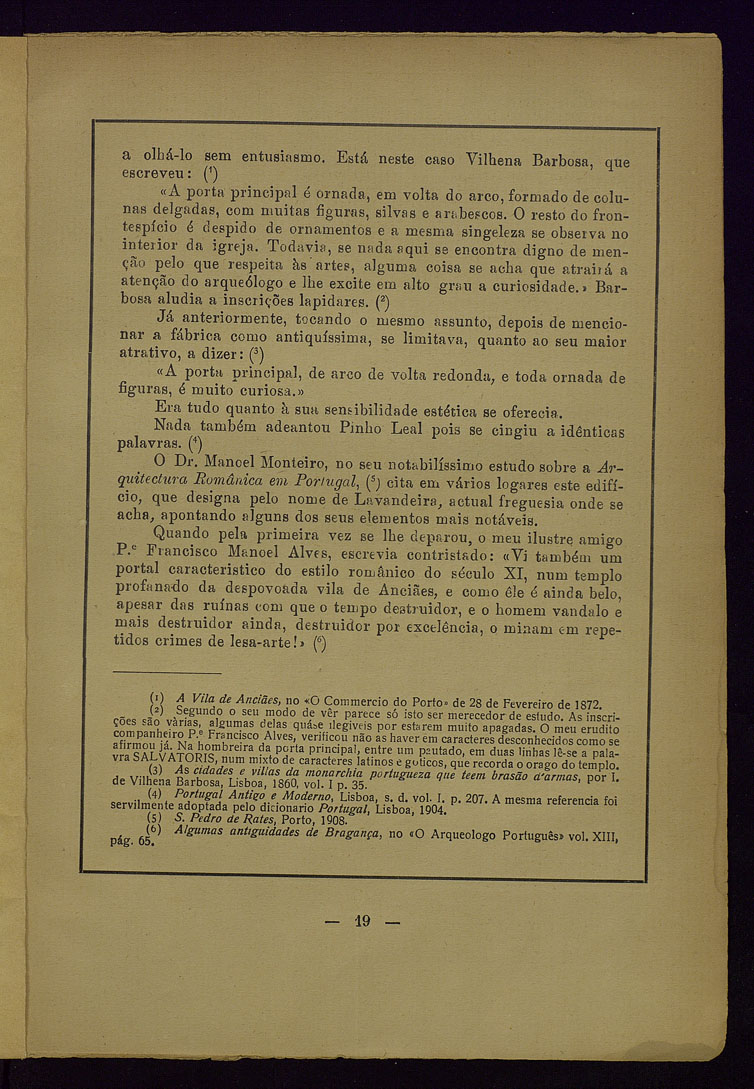 a olhá-lo sem entusiasmo. Está neste caso Vilhena Barbosa, que
escreveu: (¹)
«A porta principal é ornada, em volta do arco, formado de colu-
nas delgadas, com muitas figuras, silvas e arabescos. O resto do fron-
tespício é despido de ornamentos e a mesma singeleza se observa no
interior da igreja. Todavia, se nada aqui se encontra digno de men-
ção pelo que respeita às artes, alguma coisa se acha que atrairá a
atenção do arqueólogo e lhe excite em alto grau a curiosidade.» Bar-
bosa aludia a inscrições lapidares. (²)
Já anteriormente, tocando o mesmo assunto, depois de mencio-
nar a fábrica como antiquíssima, se limitava, quanto ao seu maior
atrativo, a dizer: (³)
«A porta principal, de arco de volta redonda, e toda ornada de
figuras, é muito curiosa.»
Era tudo quanto à sua sensibilidade estética se oferecia.
Nada também adeantou Pinho Leal pois se cingiu a idênticas
palavras. (⁴)
O Dr. Manoel Monteiro, no seu notabilíssimo estudo sobre a Ar-
quitectura Românica em Portugal, (⁵) cita em vários logares este edifí-
cio, que designa pelo nome de Lavandeira, actual freguesia onde se
acha, apontando alguns dos seus elementos mais notáveis.
Quando pela primeira vez se lhe deparou, o meu ilustre amigo
P.ᵉ Francisco Manoel Alves, escrevia contristado: «Vi também um
portal caracteristico do estilo românico do século XI, num templo
profanado da despovoada vila de Anciães, e como éle é ainda belo,
apesar das ruínas com que o tempo destruidor, e o homem vandalo e
mais destruidor ainda, destruidor por excelência, o minam em repe-
tidos crimes de lesa-arte!» (⁶)
(1) A Vila de Anciães, no «O Commercio do Porto» de 28 de Fevereiro de 1872.
(2) Segundo o seu modo de vêr parece só isto ser merecedor de estudo. As inscri-
ções são várias, algumas delas quáse ilegiveis por estarem muito apagadas. O meu erudito
companheiro P.ᵉ Francisco Alves, verificou não as haver em caracteres desconhecidos como se
afirmou já. Na hombreira da porta principal, entre um pautado, em duas linhas lê-se a pala-
vra SALVATORIS, num mixto de caracteres latinos e goticos, que recorda o orago do templo.
(3) As cidades e villas da monarchia portugueza que teem brasão d'armas, por I.
de Vilhena Barbosa, Lisboa, 1860, vol. I p. 35.
(4) Portugal Antigo e Moderno, Lisboa, s. d. vol. I. p. 207. A mesma referencia foi
servilmente adoptada pelo dicionario Portugal, Lisboa, 1904.
(5) S. Pedro de Rates, Porto, 1908.
(6) Algumas antiguidades de Bragança, no «O Arqueologo Português» vol. XIII,
pág. 65.
— 19 —